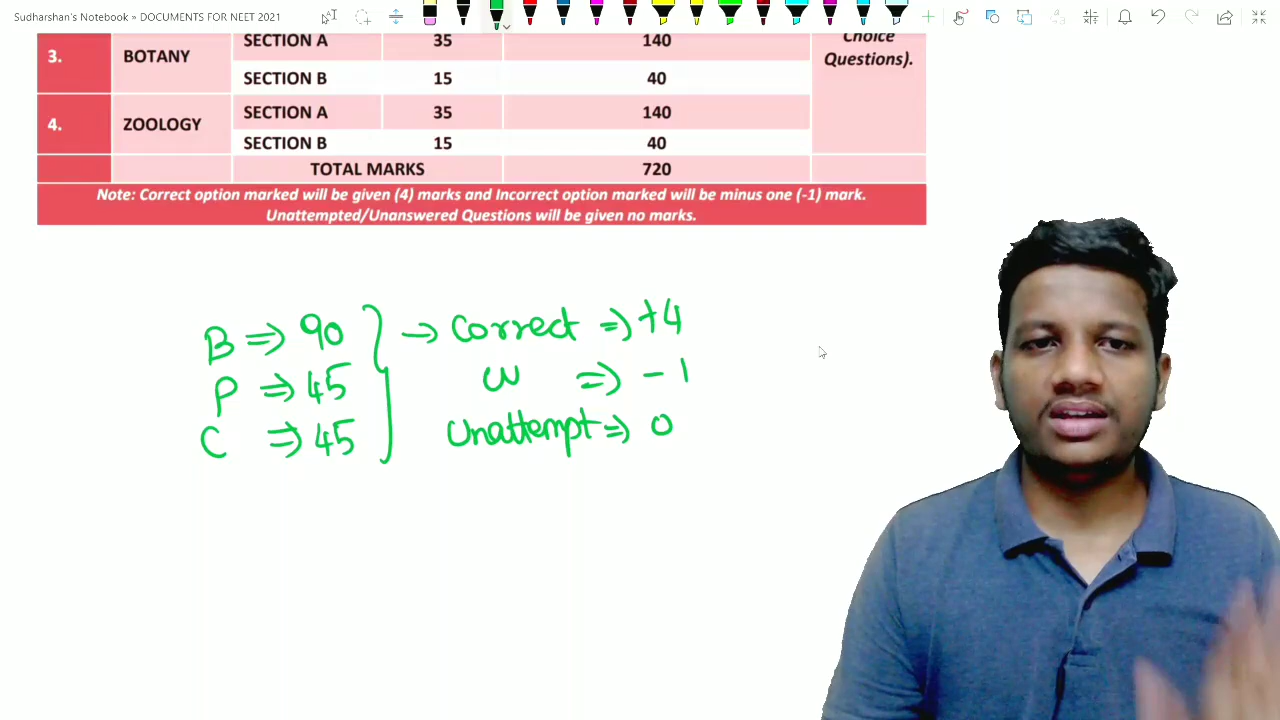 Sudharshan's Notebook » DOCUMENTS FOR NEET 2021
3. BOTANY SECTION A 35 140 Choice
Questions).
SECTION B 15 40
4. ZOOLOGY SECTION A 35 140
SECTION B 15 40
TOTAL MARKS 720
Note: Correct option marked will be given (4) marks and Incorrect option marked will be minus one (-1) mark.
Unattempted/Unanswered Questions will be given no marks.
B ⇒ 90 } → Correct ⇒ +4
P ⇒ 45 W ⇒ -1
C ⇒ 45 Unattempt ⇒ 0